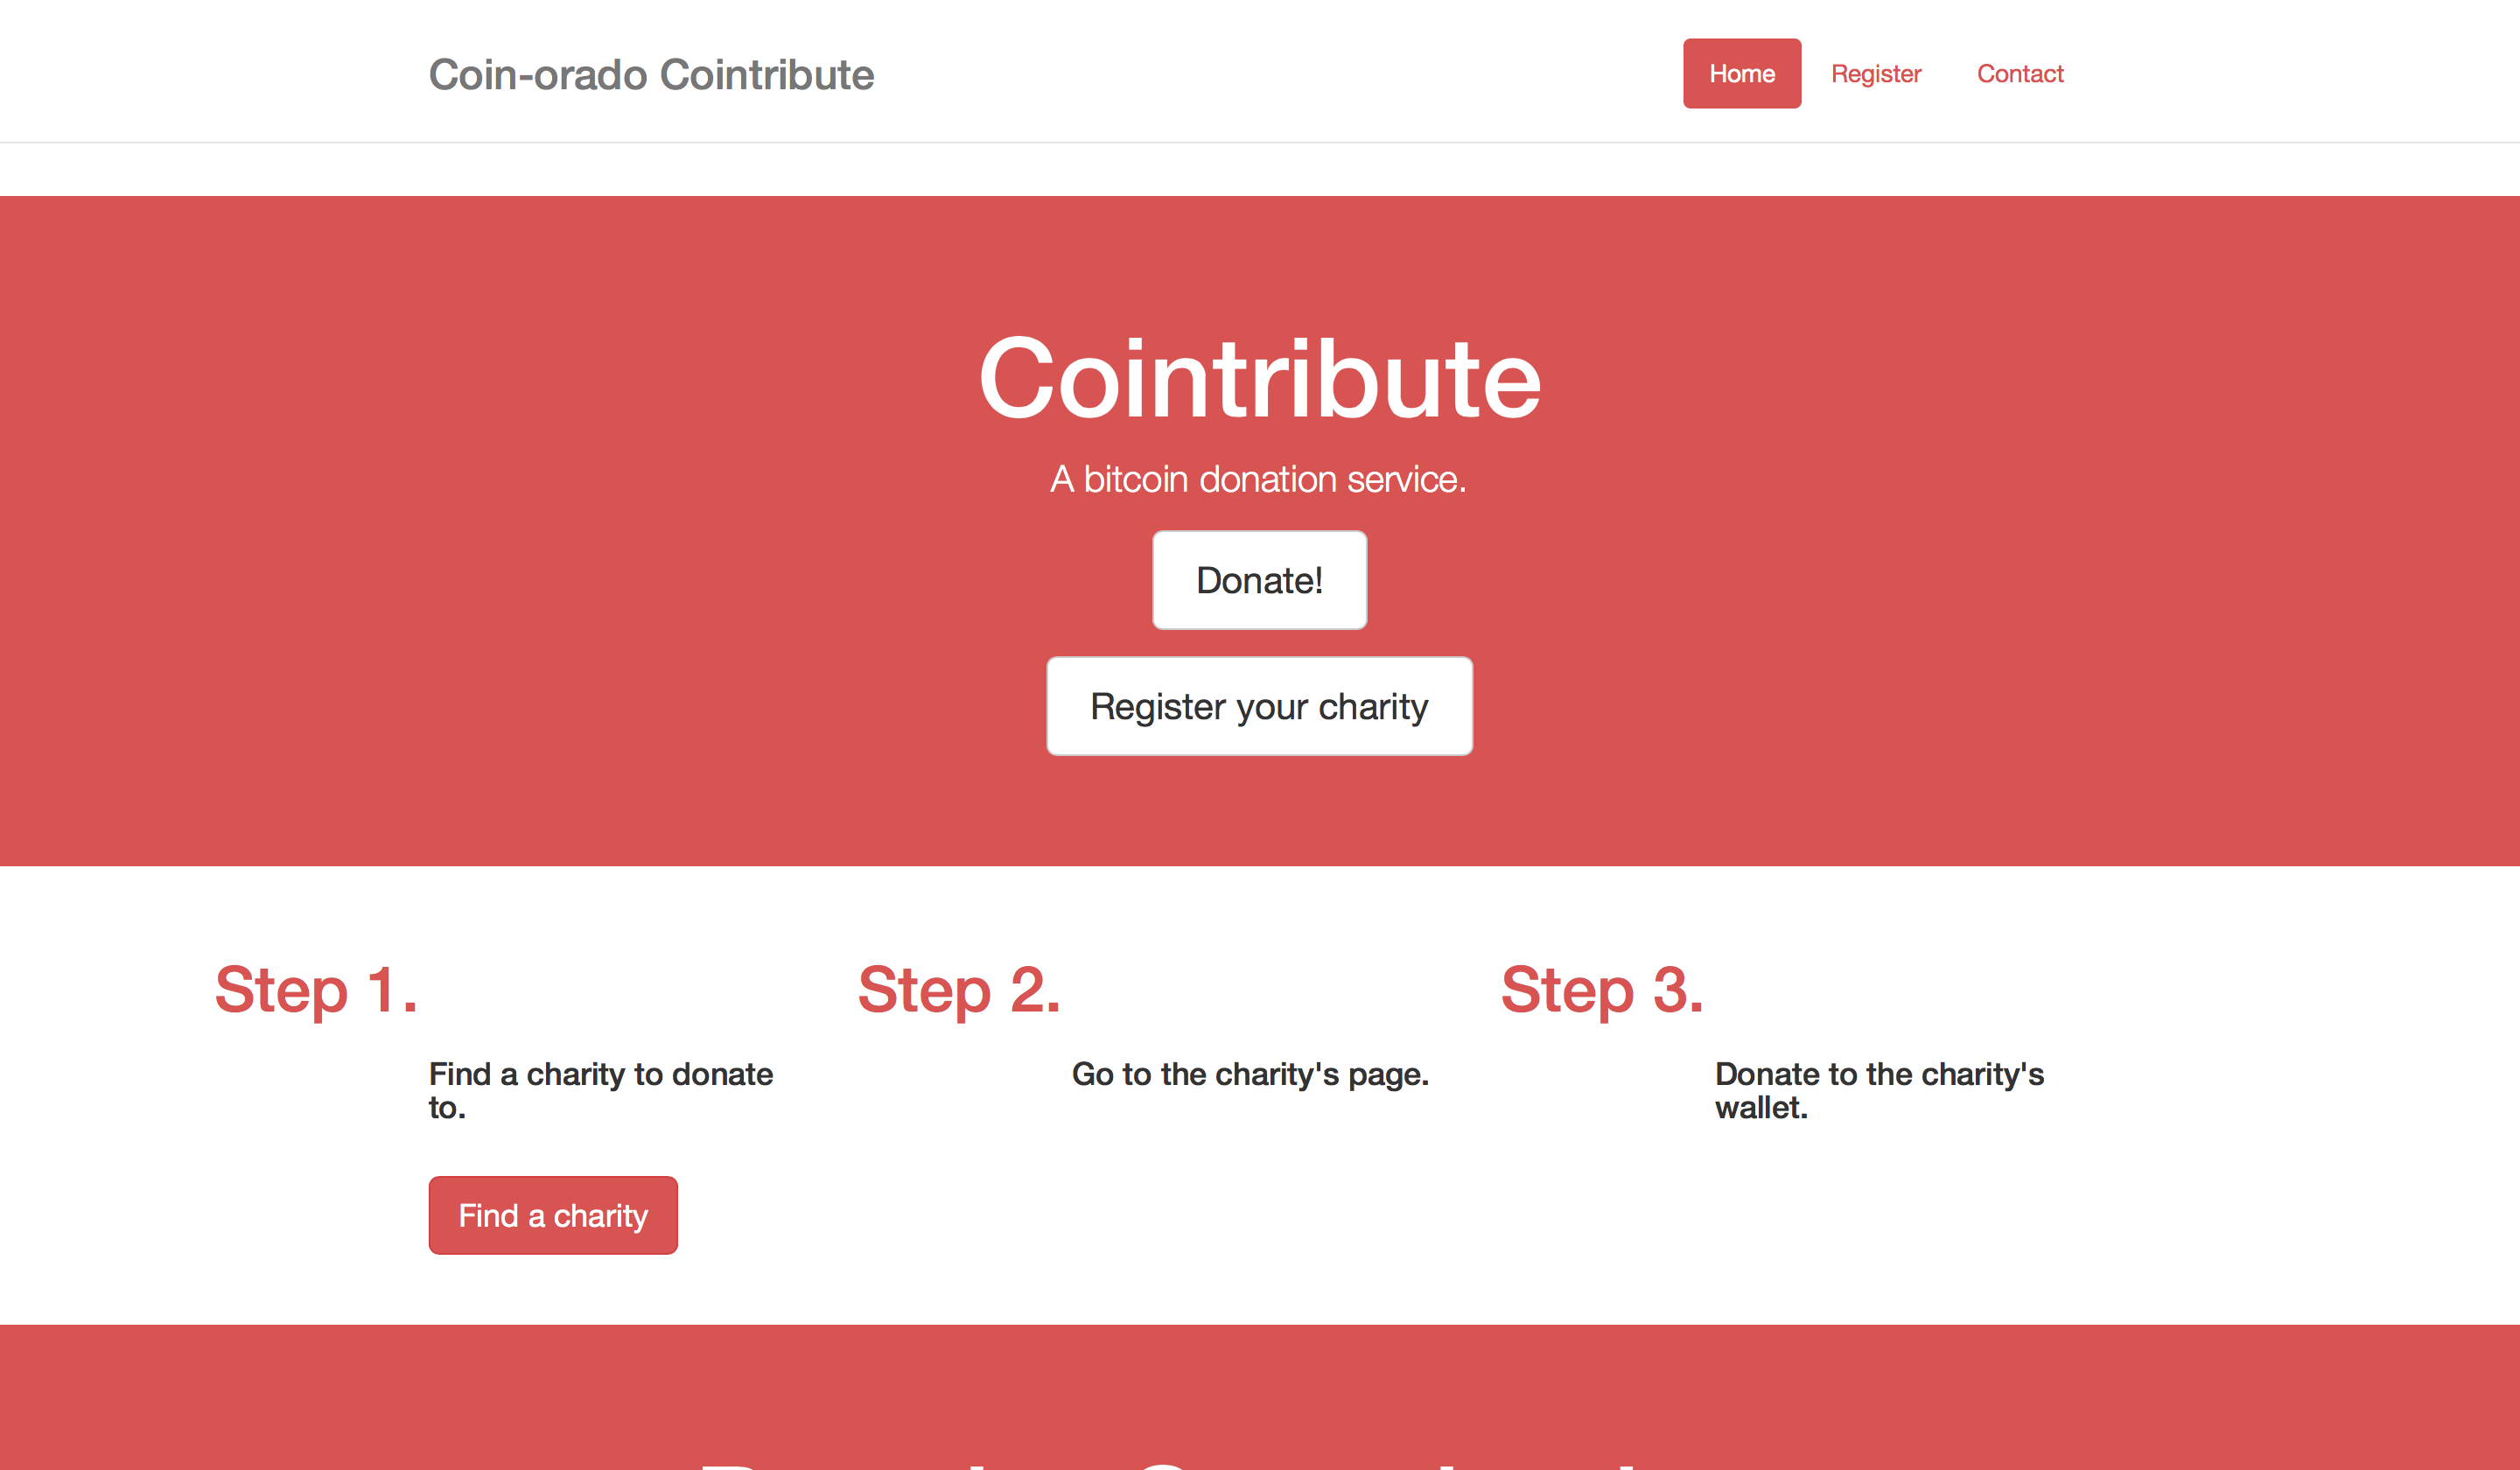 Coin-orado Cointribute
Home
Register
Contact
Cointribute
A bitcoin donation service.
Donate!
Register your charity
Step 1.
Find a charity to donate
to.
Find a charity
Step 2.
Go to the charity's page.
Step 3.
Donate to the charity's
wallet.